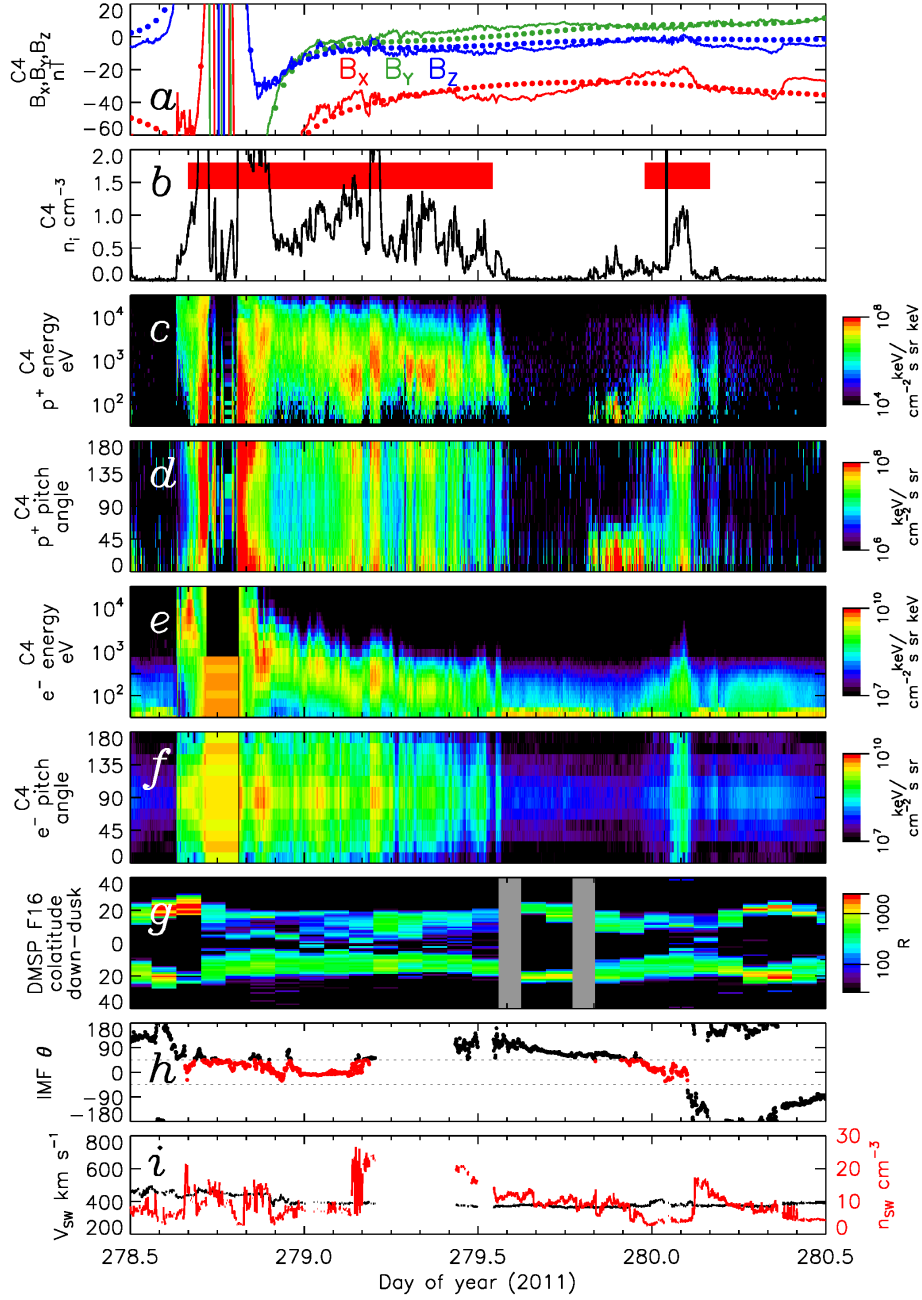 a
C4
Bx,By,Bz
nT
0
−20
−40
−60
BX BY BZ
b
C4
ni cm−3
2.0
1.5
1.0
0.5
0.0
c
C4
p+ energy
eV
104
103
102
108
104
keV/
cm−2 s sr keV
d
C4
p+ pitch
angle
180
135
90
45
0
108
106
keV/
cm−2 s sr
e
C4
e− energy
eV
104
103
102
1010
107
keV/
cm−2 s sr keV
f
C4
e− pitch
angle
180
135
90
45
0
1010
107
keV/
cm−2 s sr
g
DMSP F16
colatitude
dawn−dusk
40
20
0
20
40
1000
100
R
h
IMF θ
180
90
0
−90
−180
i
VSW km s−1
800
600
400
200
30
20
10
0
nSW cm−3
278.5 279.0 279.5 280.0 280.5
Day of year (2011)